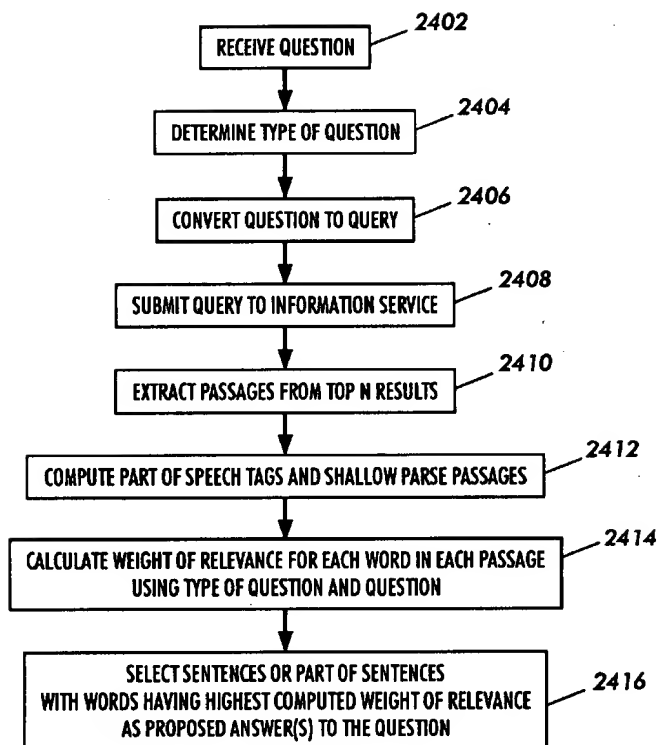 2402
RECEIVE QUESTION
2404
DETERMINE TYPE OF QUESTION
2406
CONVERT QUESTION TO QUERY
2408
SUBMIT QUERY TO INFORMATION SERVICE
2410
EXTRACT PASSAGES FROM TOP N RESULTS
2412
COMPUTE PART OF SPEECH TAGS AND SHALLOW PARSE PASSAGES
2414
CALCULATE WEIGHT OF RELEVANCE FOR EACH WORD IN EACH PASSAGE
USING TYPE OF QUESTION AND QUESTION
SELECT SENTENCES OR PART OF SENTENCES
WITH WORDS HAVING HIGHEST COMPUTED WEIGHT OF RELEVANCE
2416
AS PROPOSED ANSWER(S) TO THE QUESTION